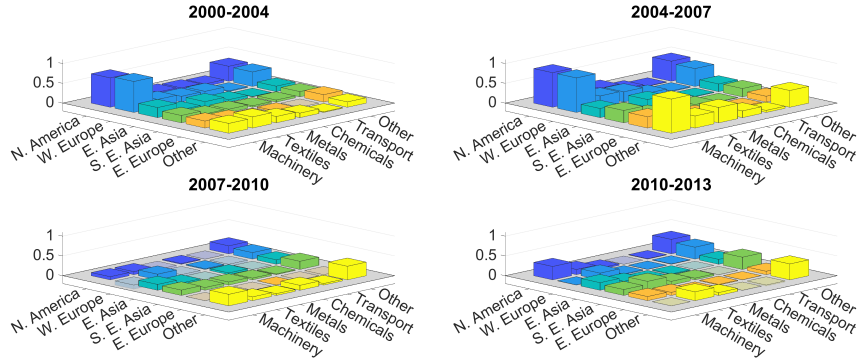 2000-2004
1
0.5
0
N. America
W. Europe
E. Asia
S. E. Asia
E. Europe
Other
Machinery
Textiles
Metals
Chemicals
Transport
Other
2004-2007
1
0.5
0
N. America
W. Europe
E. Asia
S. E. Asia
E. Europe
Other
Machinery
Textiles
Metals
Chemicals
Transport
Other
2007-2010
1
0.5
0
N. America
W. Europe
E. Asia
S. E. Asia
E. Europe
Other
Machinery
Textiles
Metals
Chemicals
Transport
Other
2010-2013
1
0.5
0
N. America
W. Europe
E. Asia
S. E. Asia
E. Europe
Other
Machinery
Textiles
Metals
Chemicals
Transport
Other